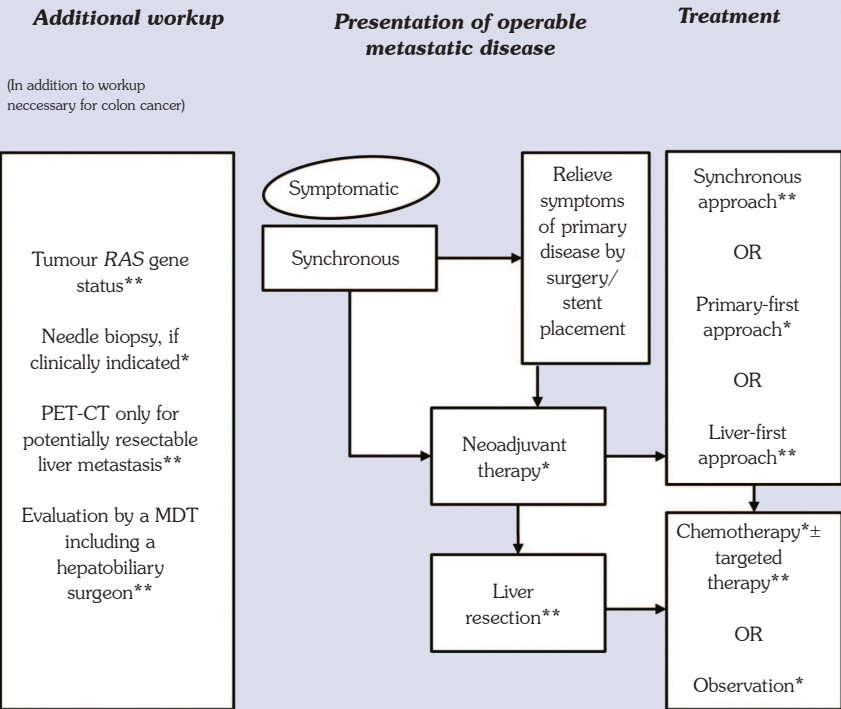 Additional workup
(In addition to workup
neccessary for colon cancer)
Tumour RAS gene
status**
Needle biopsy, if
clinically indicated*
PET-CT only for
potentially resectable
liver metastasis**
Evaluation by a MDT
including a
hepatobiliary
surgeon**
Presentation of operable
metastatic disease
Symptomatic
Synchronous
Relieve
symptoms
of primary
disease by
surgery/
stent
placement
Neoadjuvant
therapy*
Liver
resection**
Treatment
Synchronous
approach**
OR
Primary-first
approach*
OR
Liver-first
approach**
Chemotherapy*±
targeted
therapy**
OR
Observation*